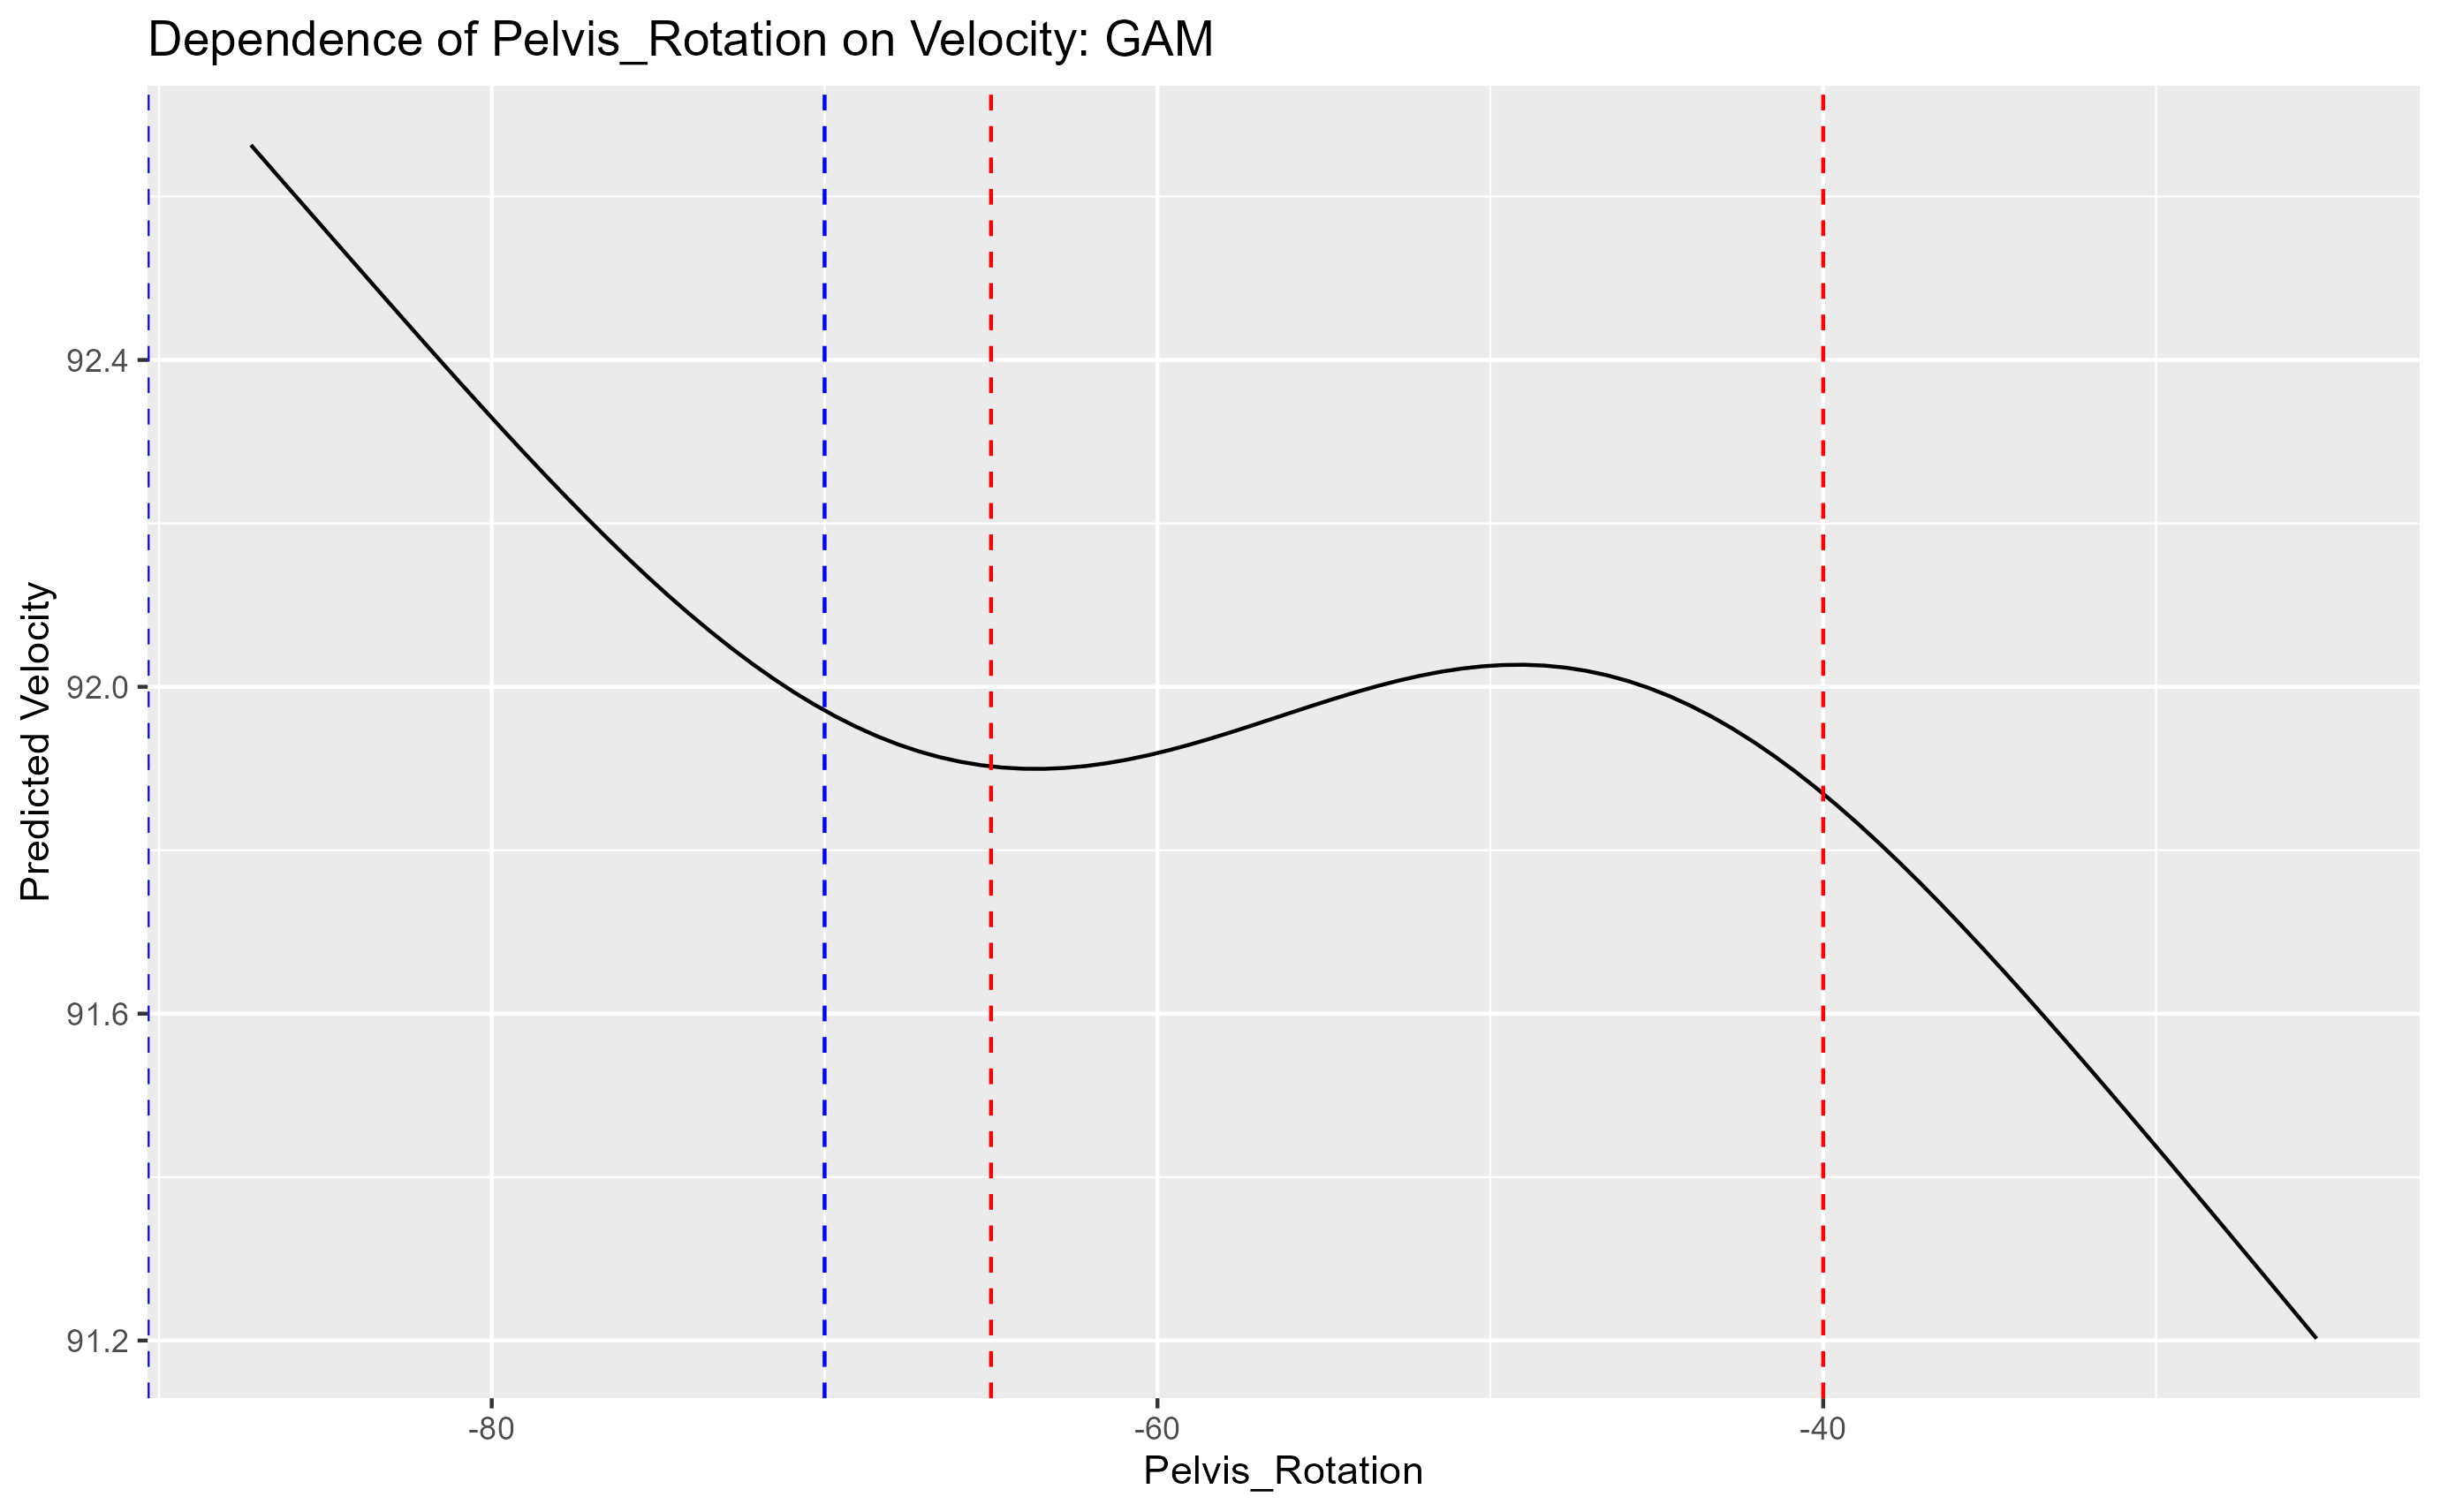 Dependence of Pelvis_Rotation on Velocity: GAM
Predicted Velocity
92.4
92.0
91.6
91.2
-80
-60
-40
Pelvis_Rotation